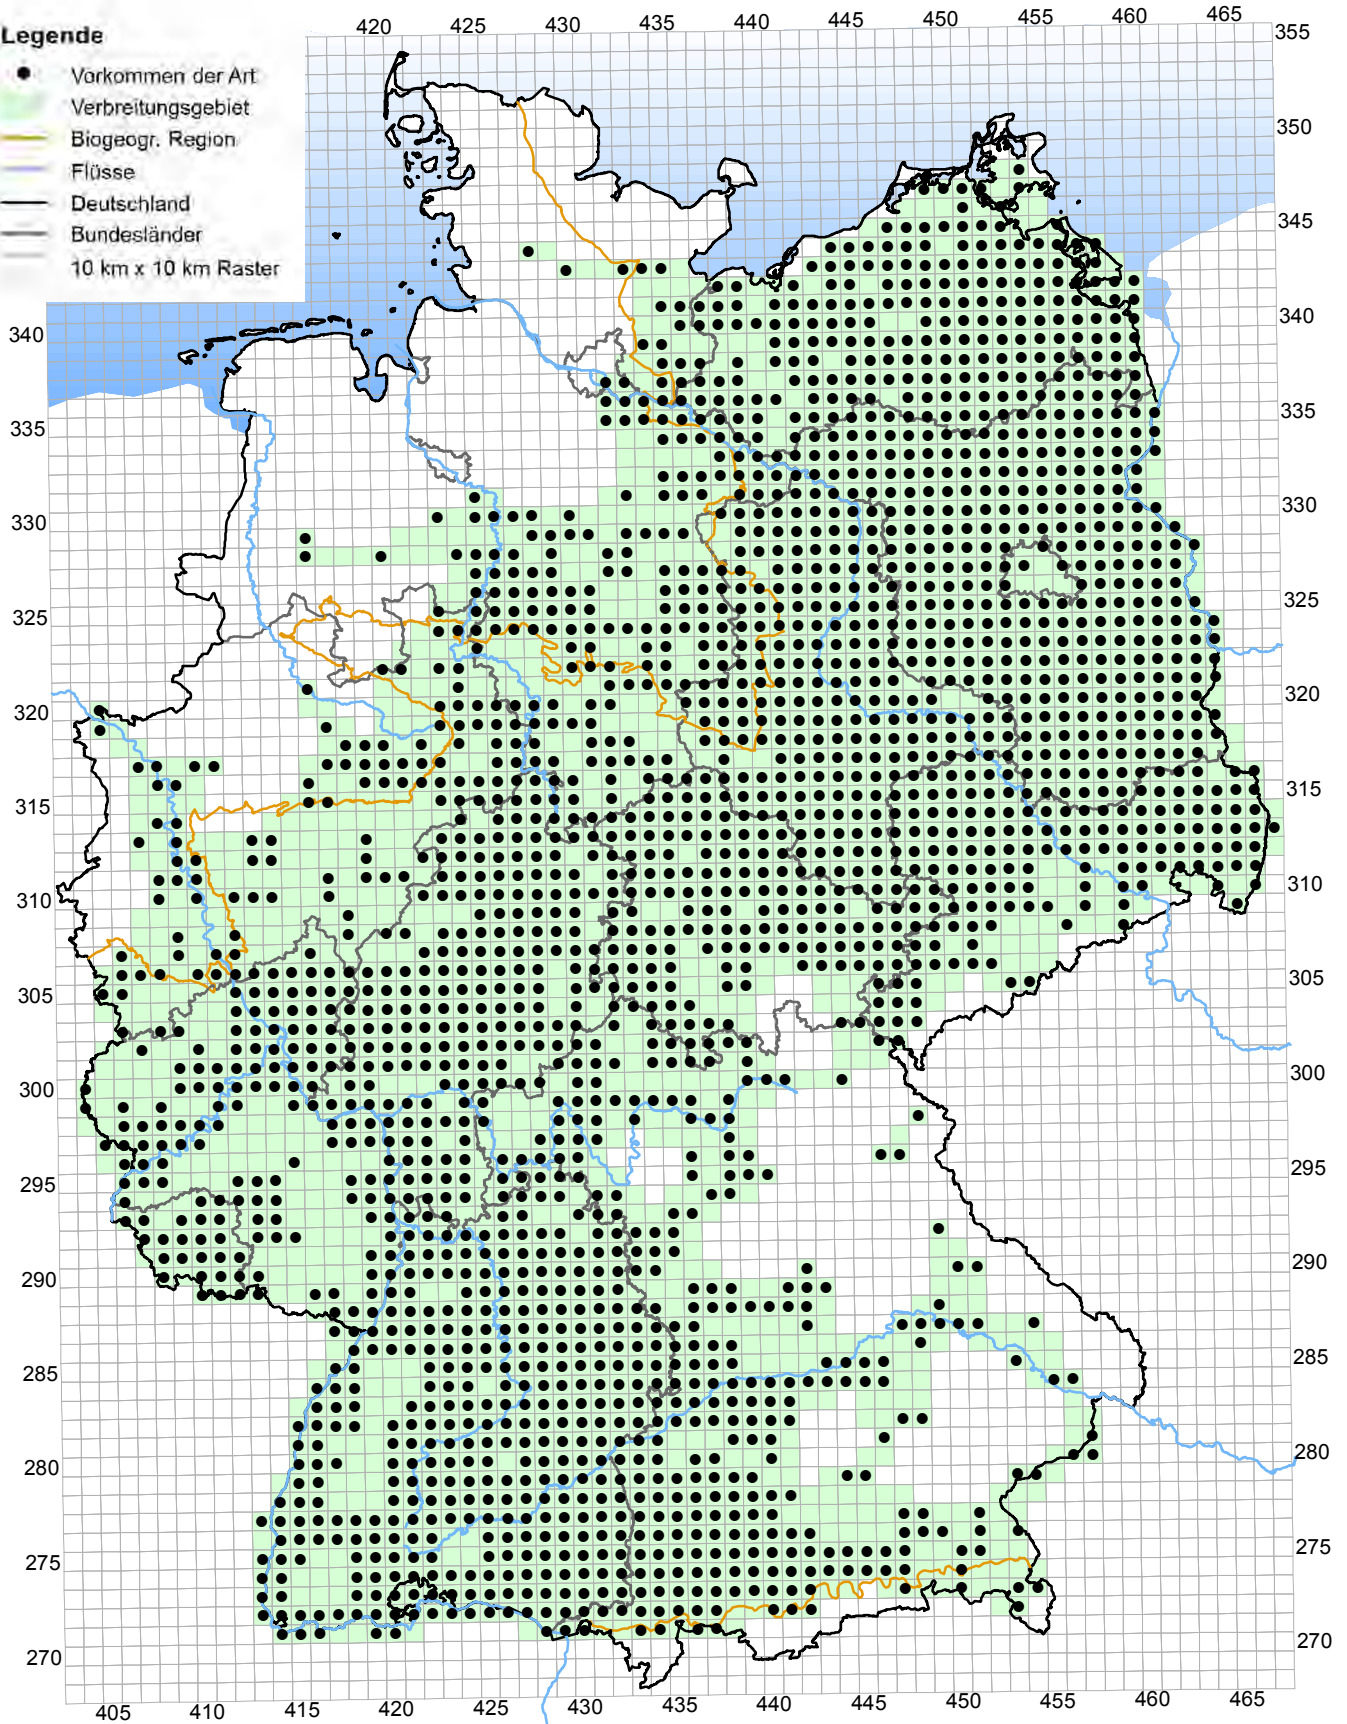 Legende
Vorkommen der Art
Verbreitungsgebiet
Biogeogr. Region
Flüsse
Deutschland
Bundesländer
10 km x 10 km Raster
420 425 430 435 440 445 450 455 460 465
355
350
345
340 340
335 335
330 330
325 325
320 320
315 315
310 310
305 305
300 300
295 295
290 290
285 285
280 280
275 275
270 270
405 410 415 420 425 430 435 440 445 450 455 460 465